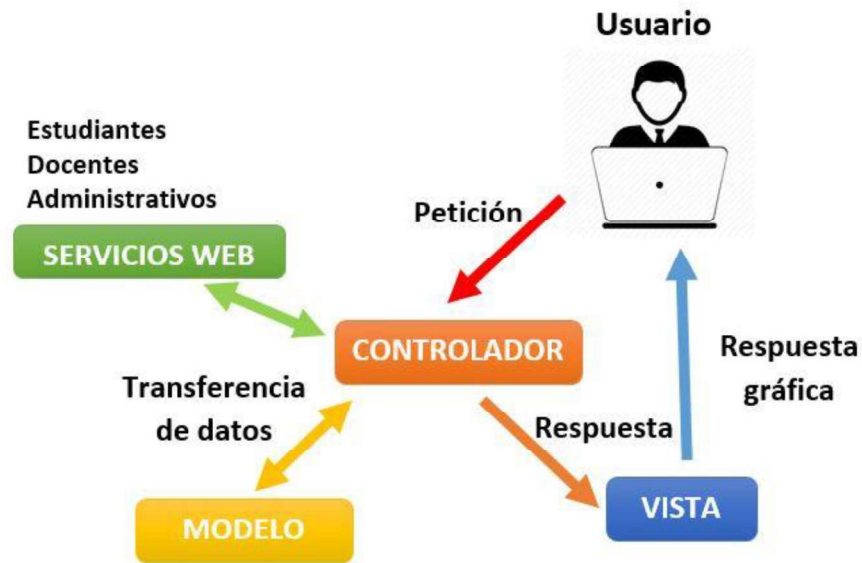 Usuario
Estudiantes
Docentes
Administrativos
SERVICIOS WEB
Petición
CONTROLADOR
Transferencia
de datos
Respuesta
gráfica
Respuesta
MODELO
VISTA